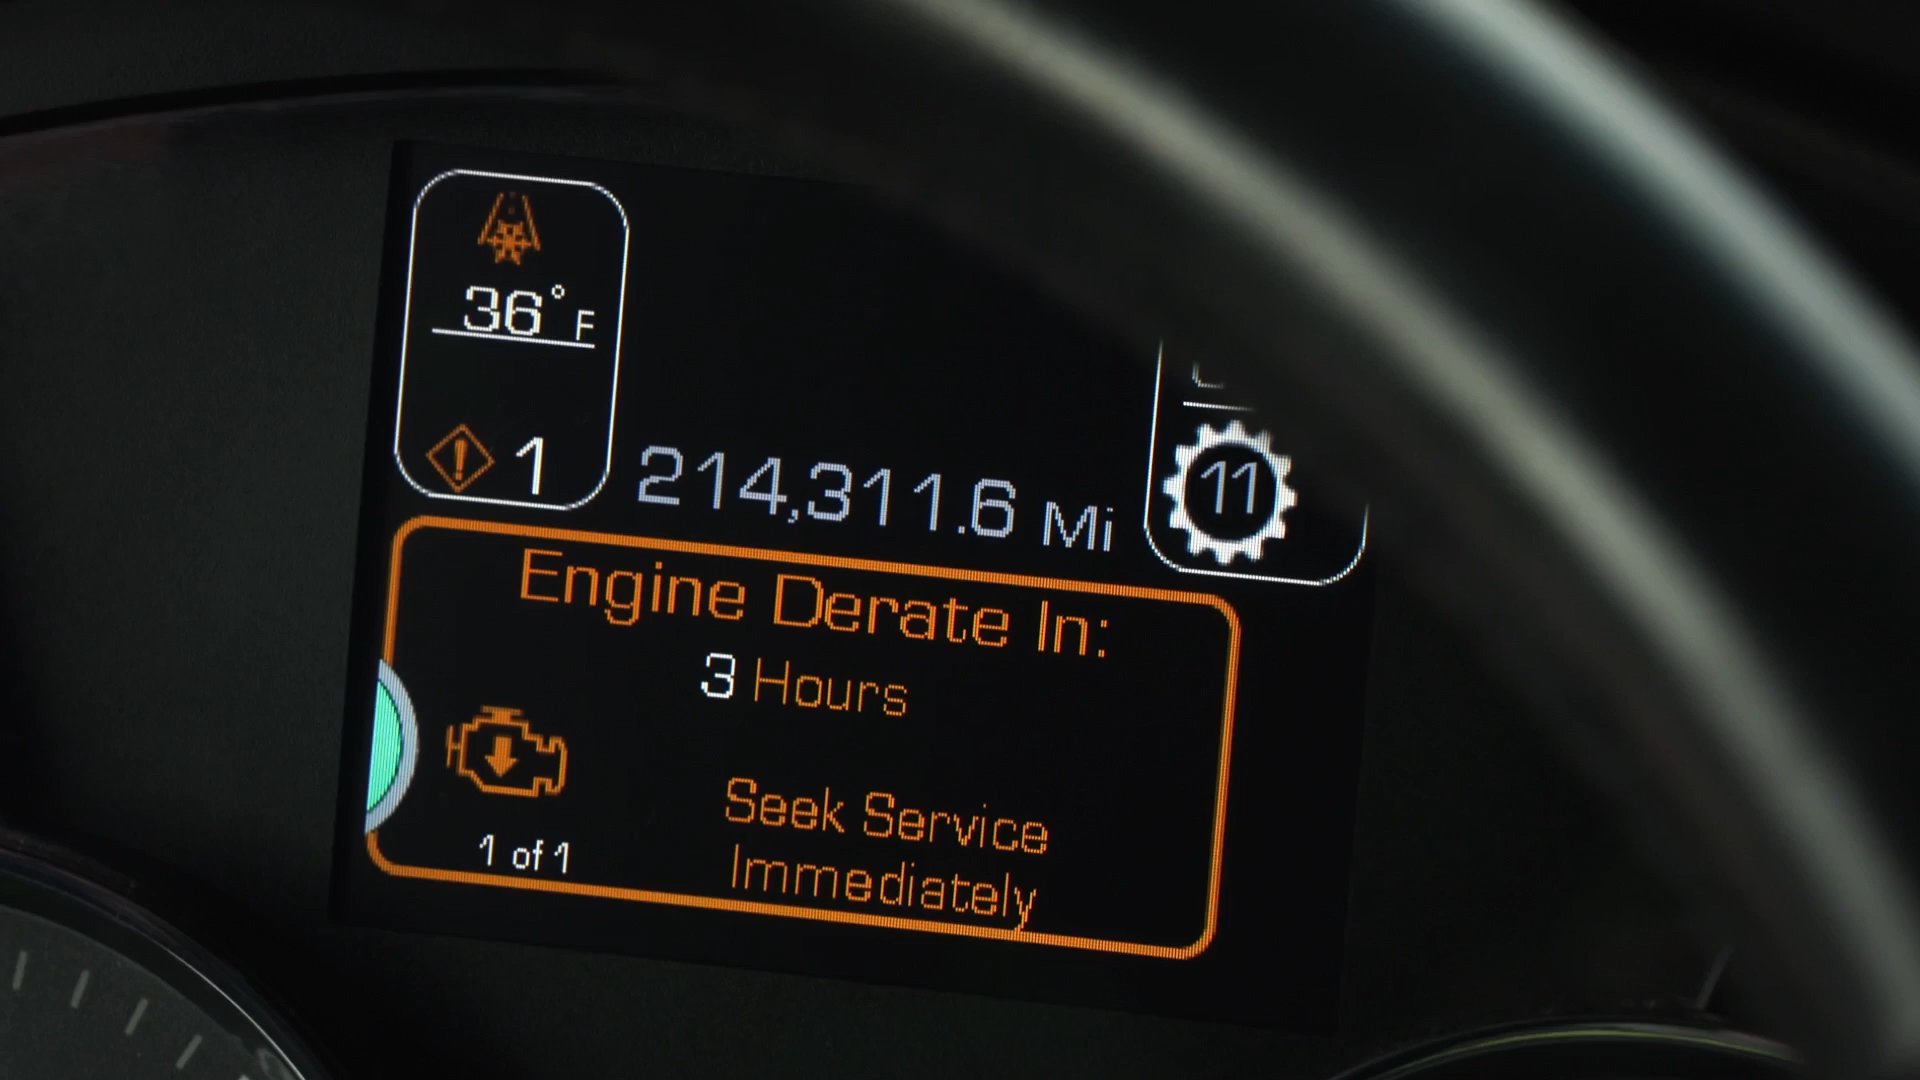 36°F
1
214,311.6 Mi
11
Engine Derate In:
3 Hours
Seek Service
Immediately
1 of 1